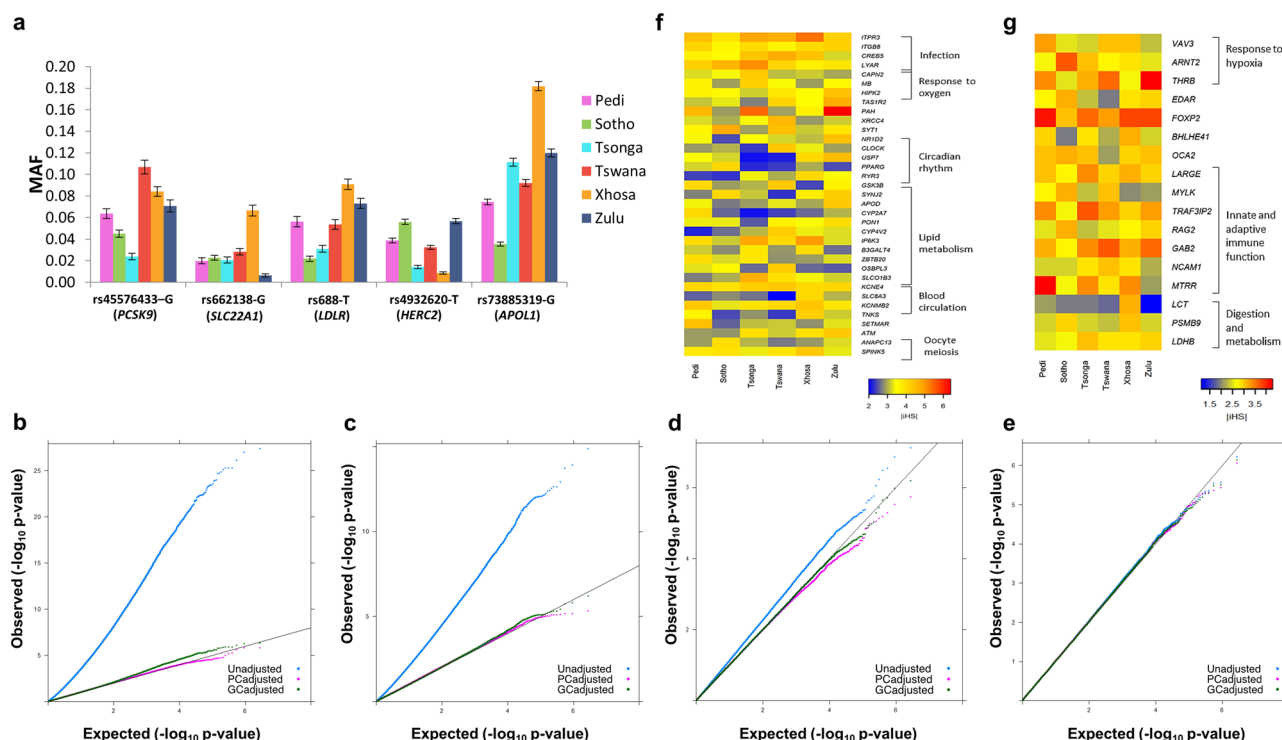 a
MAF
0.20
0.18
0.16
0.14
0.12
0.10
0.08
0.06
0.04
0.02
0.00
rs45576433–G
(PCSK9)
rs662138-G
(SLC22A1)
rs688-T
(LDLR)
rs4932620-T
(HERC2)
rs73885319-G
(APOL1)
Pedi
Sotho
Tsonga
Tswana
Xhosa
Zulu
f
ITPR3
ITGB8
CREB5
LYAR
CAPN2
MB
HIPK2
TAS1R2
PAH
XRCC4
SYT1
NR1D2
CLOCK
USP7
PPARG
RYR3
GSK3B
SYNJ2
APOD
CYP2A7
PON1
CYP4V2
IP6K3
B3GALT4
ZBTB20
OSBPL3
SLCO1B3
KCNE4
SLC8A3
KCNMB2
TNKS
SETMAR
ATM
ANAPC13
SPINK5
Infection
Response to
oxygen
Circadian
rhythm
Lipid
metabolism
Blood
circulation
Oocyte
meiosis
Pedi
Sotho
Tsonga
Tswana
Xhosa
Zulu
2 3 4 5 6
|iHS|
g
VAV3
ARNT2
THRB
EDAR
FOXP2
BHLHE41
OCA2
LARGE
MYLK
TRAF3IP2
RAG2
GAB2
NCAM1
MTRR
LCT
PSMB9
LDHB
Response to
hypoxia
Innate and
adaptive
immune
function
Digestion
and
metabolism
Pedi
Sotho
Tsonga
Tswana
Xhosa
Zulu
1.5 2.5 3.5
|iHS|
b
Observed (-log10 p-value)
25
20
15
10
5
2 4 6
Unadjusted
PCadjusted
GCadjusted
Expected (-log10 p-value)
c
Observed (-log10 p-value)
10
5
2 4 6
Unadjusted
PCadjusted
GCadjusted
Expected (-log10 p-value)
d
Observed (-log10 p-value)
5
4
2
2 4 6
Unadjusted
PCadjusted
GCadjusted
Expected (-log10 p-value)
e
Observed (-log10 p-value)
6
5
4
3
2
1
2 4 6
Unadjusted
PCadjusted
GCadjusted
Expected (-log10 p-value)